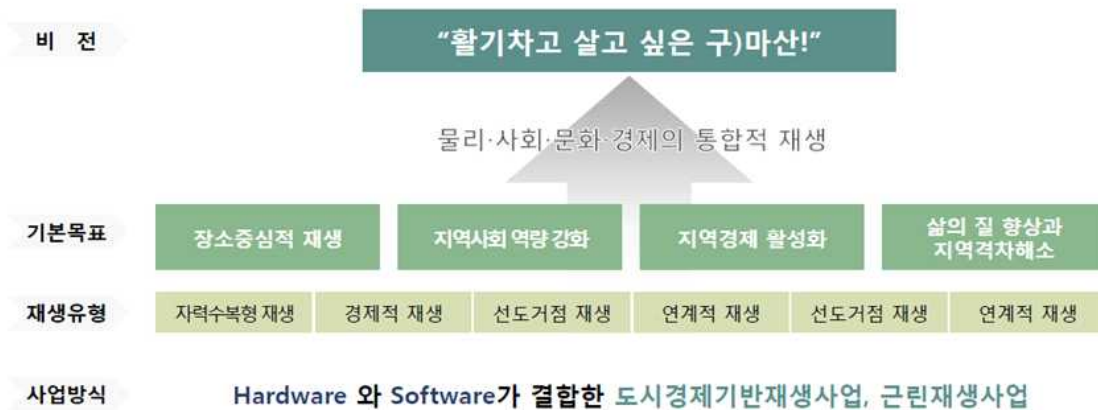 비 전
“활기차고 살고 싶은 구)마산!”
물리·사회·문화·경제의 통합적 재생
기본목표
장소중심적 재생
지역사회 역량 강화
지역경제 활성화
삶의 질 향상과
지역격차해소
재생유형
자력수복형 재생
경제적 재생
선도거점 재생
연계적 재생
선도거점 재생
연계적 재생
사업방식
Hardware 와 Software가 결합한 도시경제기반재생사업, 근린재생사업